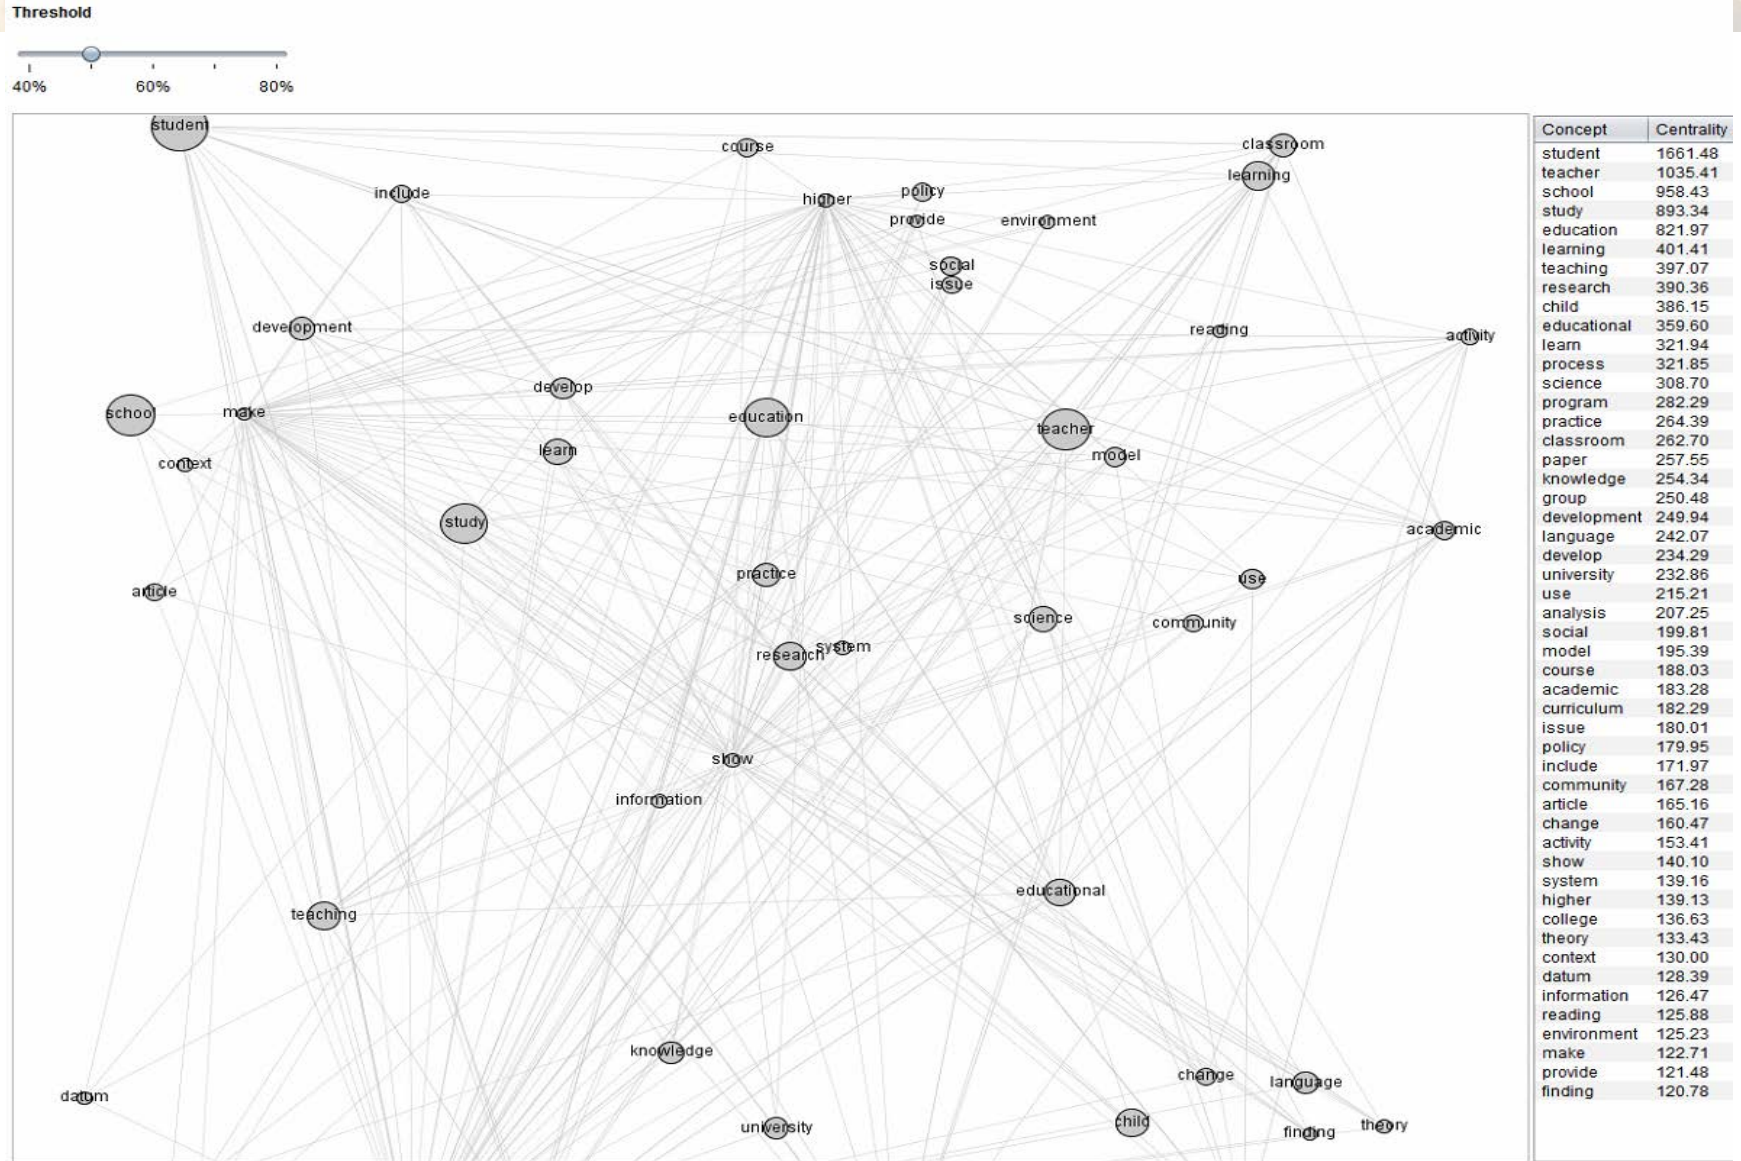 Threshold
40% 60% 80%
student
course
classroom
learning
include
policy
higher
provide
environment
social
issue
development
reading
activity
develop
school
make
education
teacher
learn
model
context
study
academic
practice
use
article
science
community
system
research
show
information
educational
teaching
knowledge
change
language
datum
child
university
theory
finding
Concept Centrality
student 1661.48
teacher 1035.41
school 958.43
study 893.34
education 821.97
learning 401.41
teaching 397.07
research 390.36
child 386.15
educational 359.60
learn 321.94
process 321.85
science 308.70
program 282.29
practice 264.39
classroom 262.70
paper 257.55
knowledge 254.34
group 250.48
development 249.94
language 242.07
develop 234.29
university 232.86
use 215.21
analysis 207.25
social 199.81
model 195.39
course 188.03
academic 183.28
curriculum 182.29
issue 180.01
policy 179.95
include 171.97
community 167.28
article 165.16
change 160.47
activity 153.41
show 140.10
system 139.16
higher 139.13
college 136.63
theory 133.43
context 130.00
datum 128.39
information 126.47
reading 125.88
environment 125.23
make 122.71
provide 121.48
finding 120.78